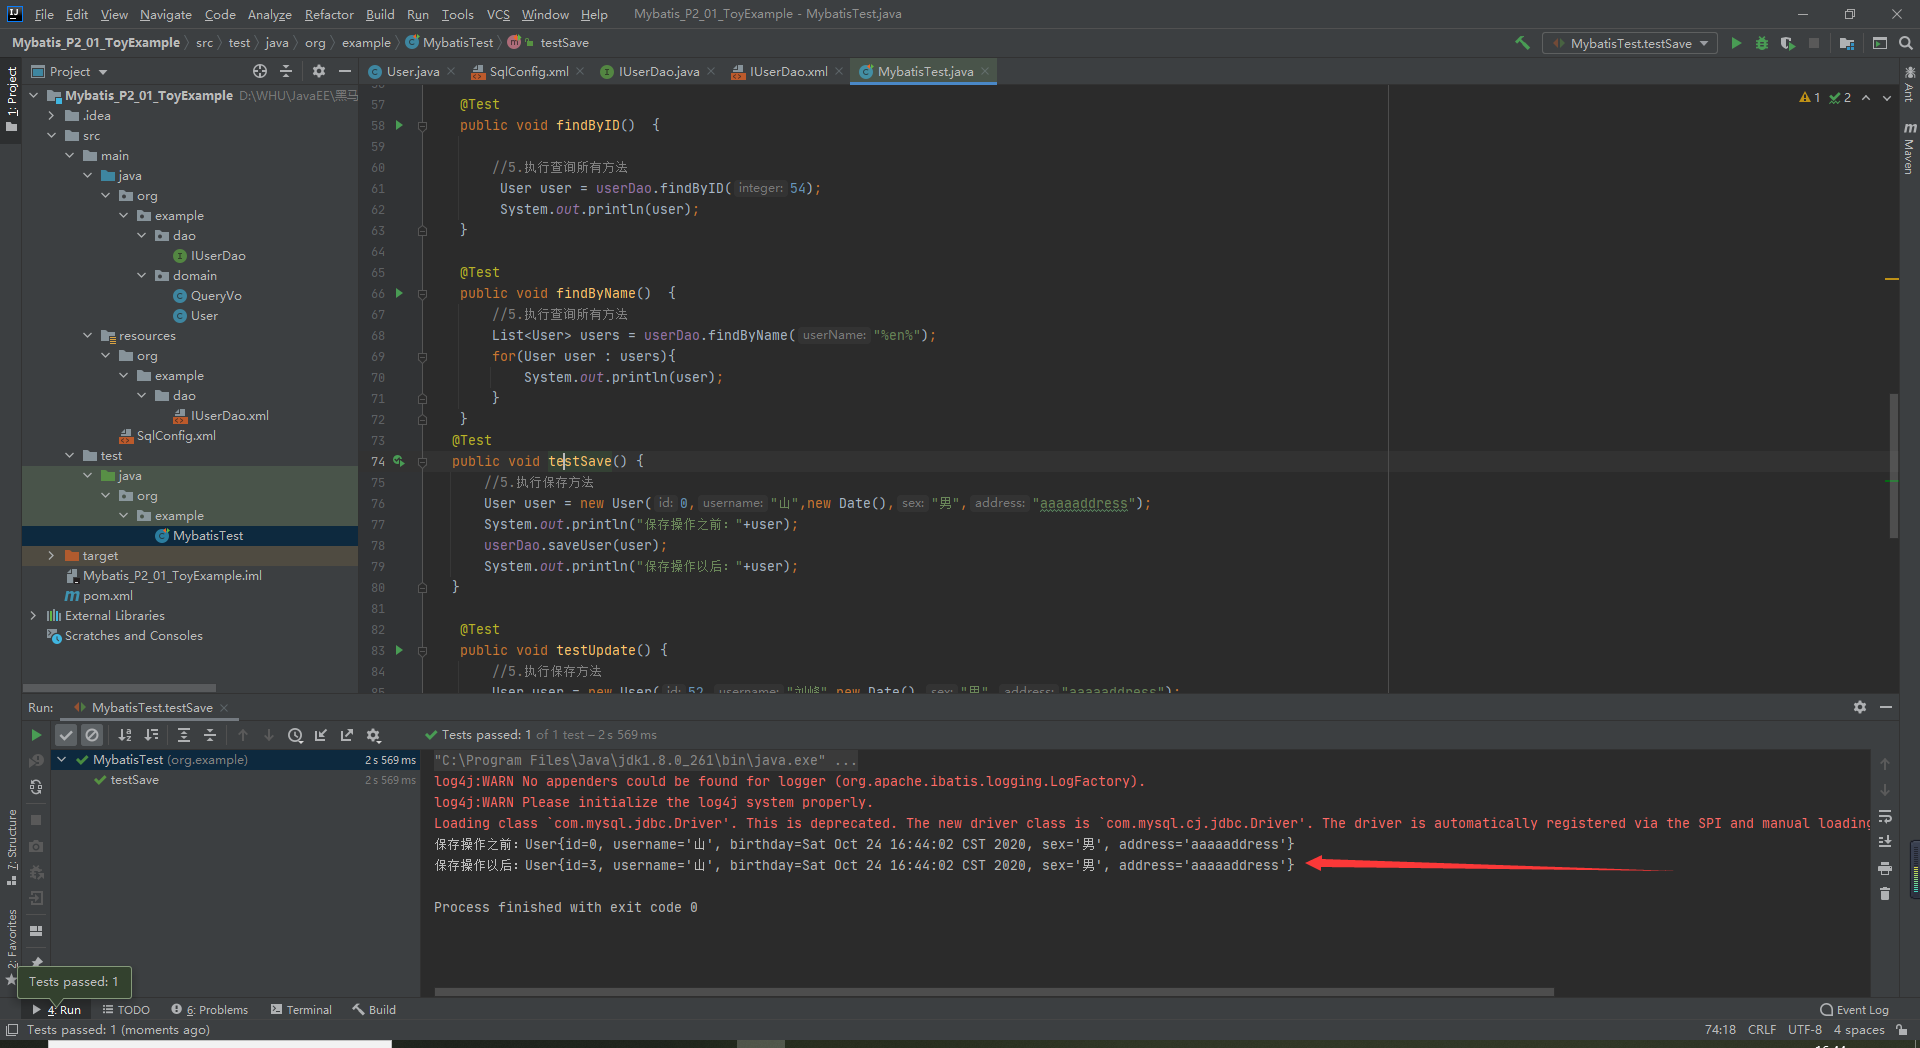 File Edit View Navigate Code Analyze Refactor Build Run Tools VCS Window Help Mybatis_P2_01_ToyExample - MybatisTest.java
Mybatis_P2_01_ToyExample src test java org example MybatisTest testSave
MybatisTest.testSave
Project
User.java SqlConfig.xml IUserDao.java IUserDao.xml MybatisTest.java
1: Project
Mybatis_P2_01_ToyExample D:\WHU\JavaEE\黑马
.idea
src
main
java
org
example
dao
IUserDao
domain
QueryVo
User
resources
org
example
dao
IUserDao.xml
SqlConfig.xml
test
java
org
example
MybatisTest
target
Mybatis_P2_01_ToyExample.iml
pom.xml
External Libraries
Scratches and Consoles
7: Structure
2: Favorites
1 2
Ant
Maven
57 @Test
58 public void findByID() {
59
60 //5.执行查询所有方法
61 User user = userDao.findByID( integer: 54);
62 System.out.println(user);
63 }
64
65 @Test
66 public void findByName() {
67 //5.执行查询所有方法
68 List<User> users = userDao.findByName( userName: "%en%");
69 for(User user : users){
70 System.out.println(user);
71 }
72 }
73 @Test
74 public void testSave() {
75 //5.执行保存方法
76 User user = new User( id: 0, username: "山",new Date(), sex: "男", address: "aaaaaddress");
77 System.out.println("保存操作之前："+user);
78 userDao.saveUser(user);
79 System.out.println("保存操作以后："+user);
80 }
81
82 @Test
83 public void testUpdate() {
84 //5.执行保存方法
85 User user = new User( id: 52, username: "刘峰",new Date(), sex: "男", address: "aaaaaddress");
Run: MybatisTest.testSave
Tests passed: 1 of 1 test – 2 s 569 ms
MybatisTest (org.example) 2 s 569 ms
testSave 2 s 569 ms
"C:\Program Files\Java\jdk1.8.0_261\bin\java.exe" ...
log4j:WARN No appenders could be found for logger (org.apache.ibatis.logging.LogFactory).
log4j:WARN Please initialize the log4j system properly.
Loading class `com.mysql.jdbc.Driver'. This is deprecated. The new driver class is `com.mysql.cj.jdbc.Driver'. The driver is automatically registered via the SPI and manual loading
保存操作之前：User{id=0, username='山', birthday=Sat Oct 24 16:44:02 CST 2020, sex='男', address='aaaaaddress'}
保存操作以后：User{id=3, username='山', birthday=Sat Oct 24 16:44:02 CST 2020, sex='男', address='aaaaaddress'}
Process finished with exit code 0
Tests passed: 1
4: Run TODO 6: Problems Terminal Build Event Log
Tests passed: 1 (moments ago) 74:18 CRLF UTF-8 4 spaces